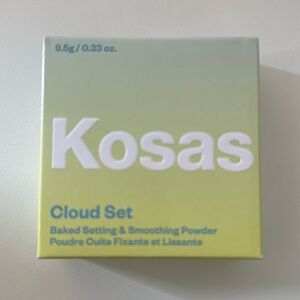 9.5g / 0.33 oz.
Kosas
Cloud Set
Baked Setting & Smoothing Powder
Poudre Cuite Fixante et Lissante